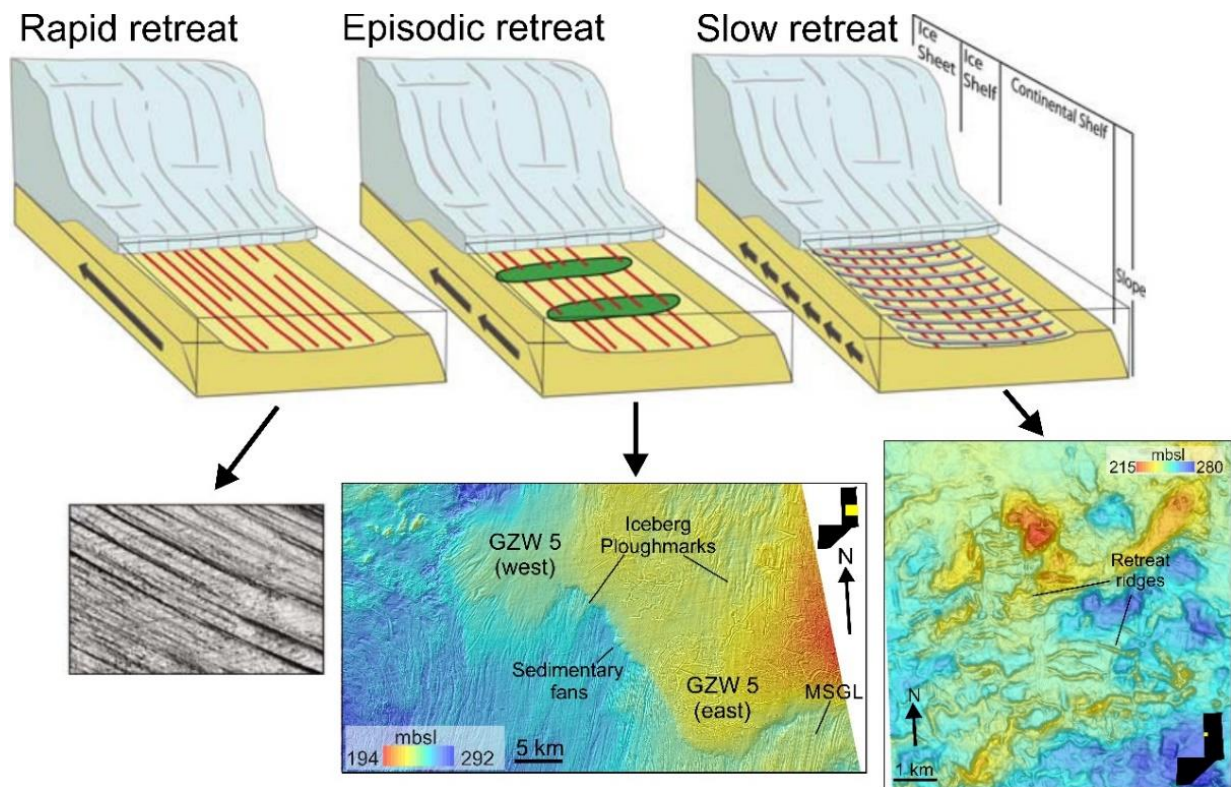 Rapid retreat
Episodic retreat
Slow retreat
Ice
Sheet
Ice
Shelf
Continental Shelf
Slope
GZW 5
(west)
Iceberg
Ploughmarks
N
Sedimentary
fans
GZW 5
(east)
MSGL
mbsl
194 292
5 km
mbsl
215 280
Retreat
ridges
N
1 km